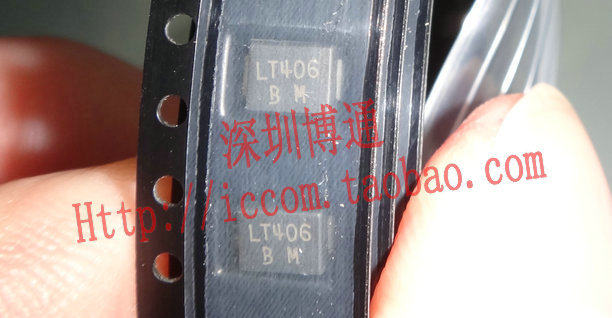 LT406
B M
深圳博通
Http://iccom.taobao.com
LT406
B M